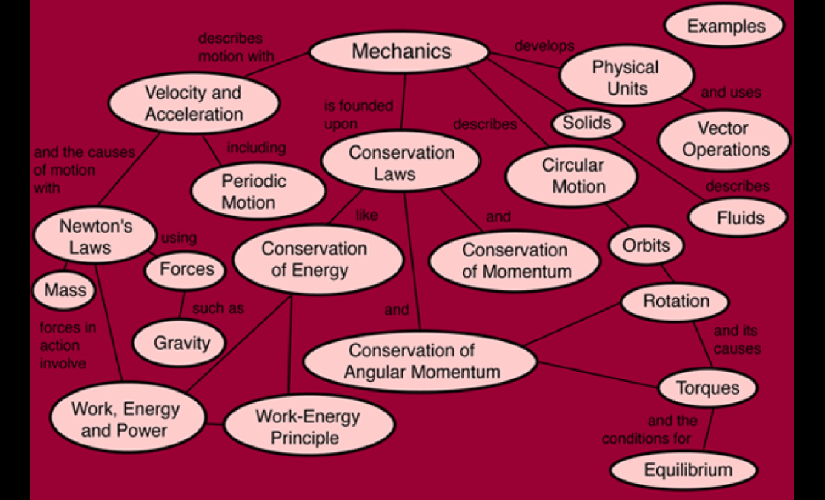 Examples
describes
motion with
Mechanics
develops
Physical
Units
and uses
Velocity and
Acceleration
is founded
upon
describes
Solids
Vector
Operations
and the causes
of motion
with
including
Periodic
Motion
Conservation
Laws
Circular
Motion
describes
Fluids
Newton's
Laws
using
like
and
Conservation
of Energy
Conservation
of Momentum
Orbits
Forces
Mass
such as
Rotation
forces in
action
involve
Gravity
and
Conservation of
Angular Momentum
and its
causes
Torques
Work, Energy
and Power
Work-Energy
Principle
and the
conditions for
Equilibrium